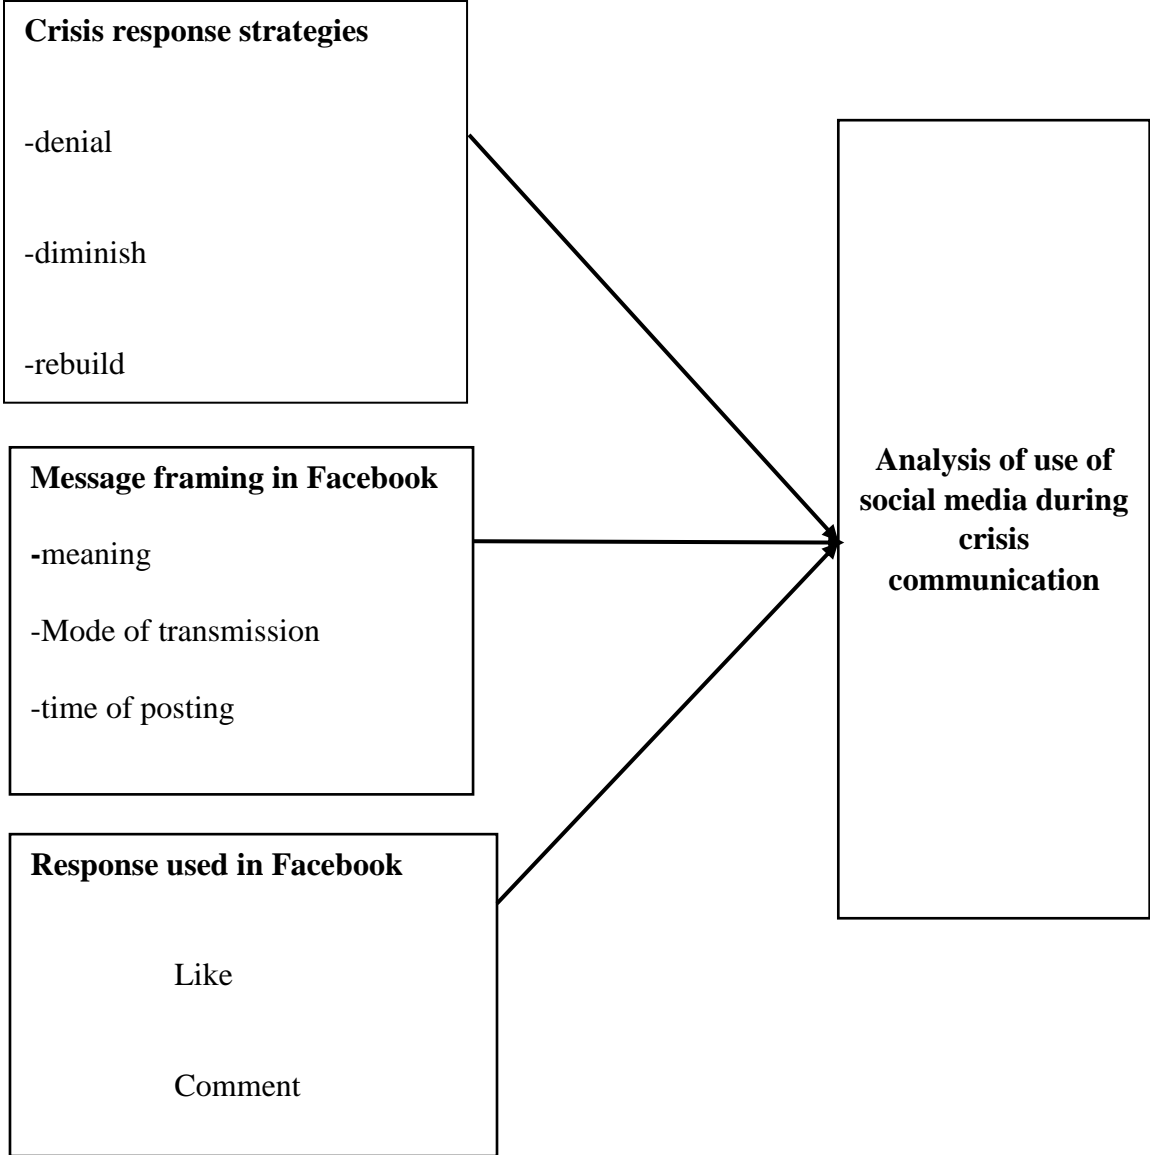 Crisis response strategies
-denial
-diminish
-rebuild
Message framing in Facebook
-meaning
-Mode of transmission
-time of posting
Response used in Facebook
Like
Comment
Analysis of use of
social media during
crisis
communication